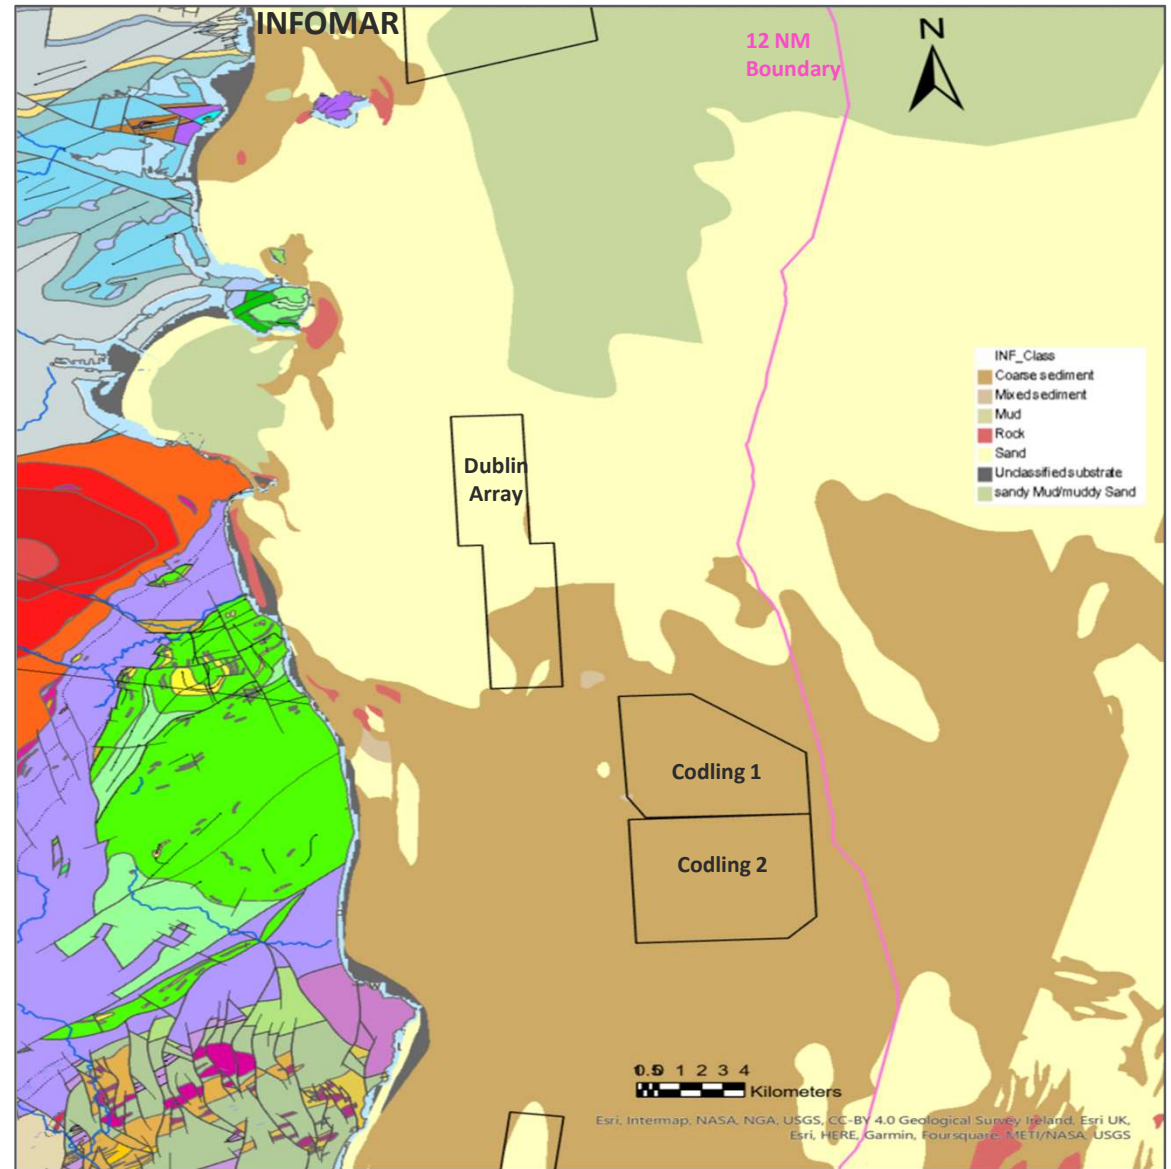 INFOMAR
12 NM
Boundary
N
INF_Class
Coarse sediment
Mixed sediment
Mud
Rock
Sand
Unclassified substrate
sandy Mud/muddy Sand
Dublin
Array
Codling 1
Codling 2
1 2 3 4
Kilometers
Esri, Intermap, NASA, NGA, USGS, CC-BY 4.0 Geological Survey Ireland, Esri UK,
Esri, HERE, Garmin, Foursquare, METI/NASA, USGS